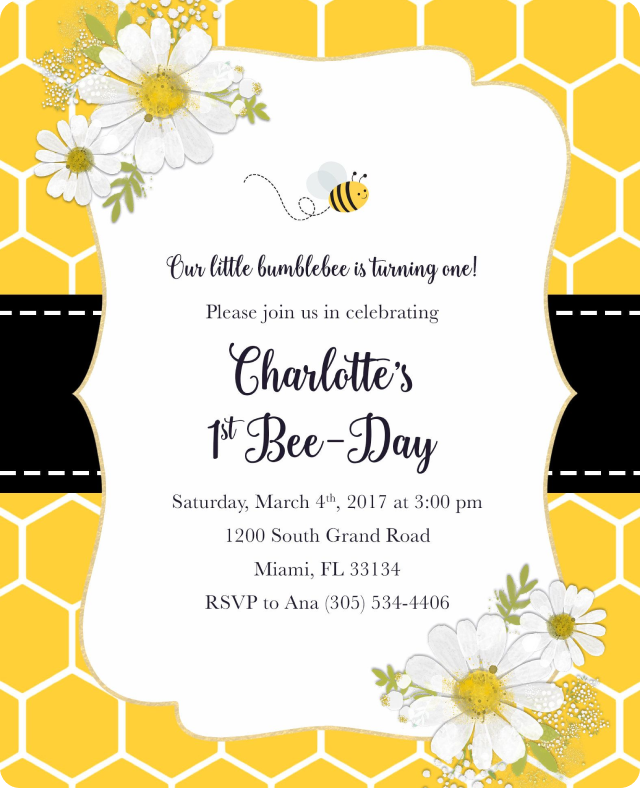 Our little bumblebee is turning one!
Please join us in celebrating
Charlotte's
1st Bee-Day
Saturday, March 4th, 2017 at 3:00 pm
1200 South Grand Road
Miami, FL 33134
RSVP to Ana (305) 534-4406